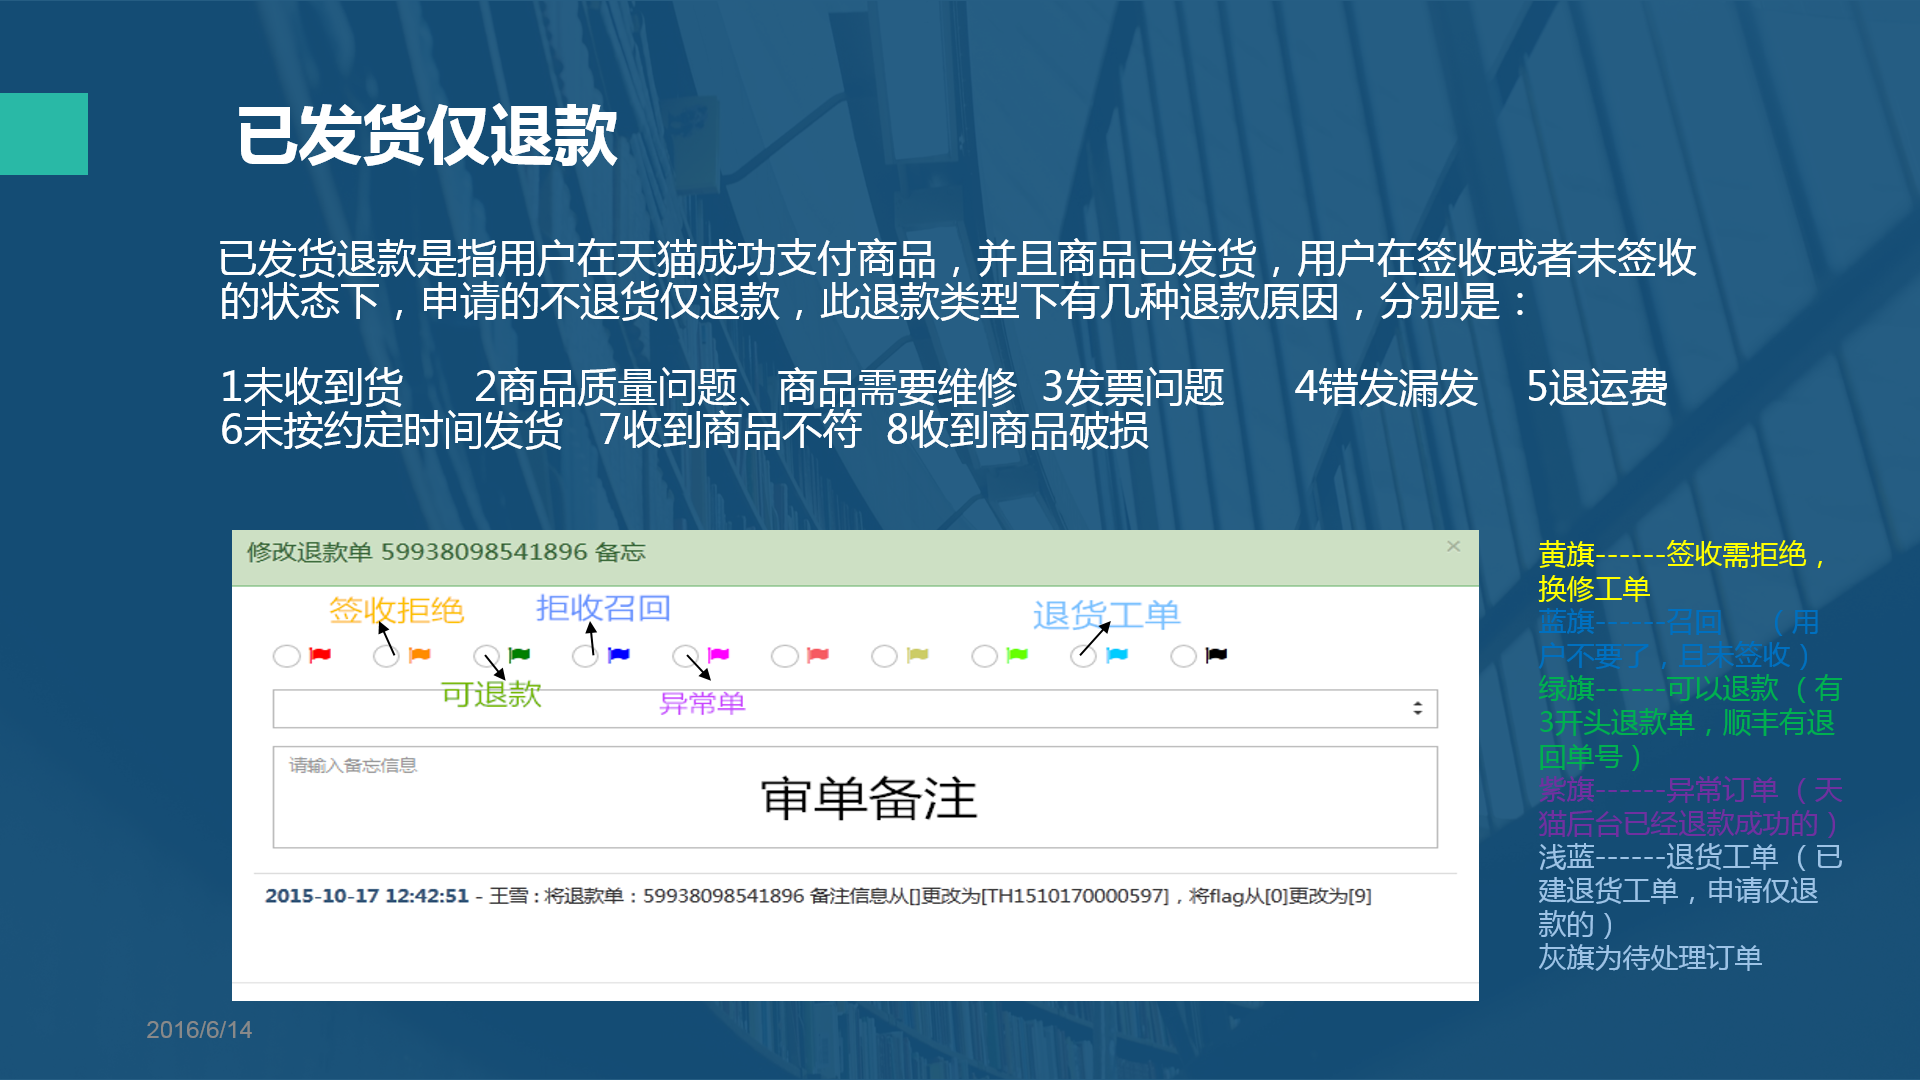 已发货仅退款
已发货退款是指用户在天猫成功支付商品，并且商品已发货，用户在签收或者未签收
的状态下，申请的不退货仅退款，此退款类型下有几种退款原因，分别是：
1未收到货 2商品质量问题、商品需要维修 3发票问题 4错发漏发 5退运费
6未按约定时间发货 7收到商品不符 8收到商品破损
修改退款单 59938098541896 备忘
×
签收拒绝 拒收召回 退货工单
可退款 异常单
请输入备忘信息
审单备注
2015-10-17 12:42:51 - 王雪 : 将退款单：59938098541896 备注信息从[]更改为[TH1510170000597]，将flag从[0]更改为[9]
黄旗------签收需拒绝，
换修工单
蓝旗------召回 （用
户不要了，且未签收）
绿旗------可以退款（有
3开头退款单，顺丰有退
回单号）
紫旗------异常订单（天
猫后台已经退款成功的）
浅蓝------退货工单（已
建退货工单，申请仅退
款的）
灰旗为待处理订单
2016/6/14